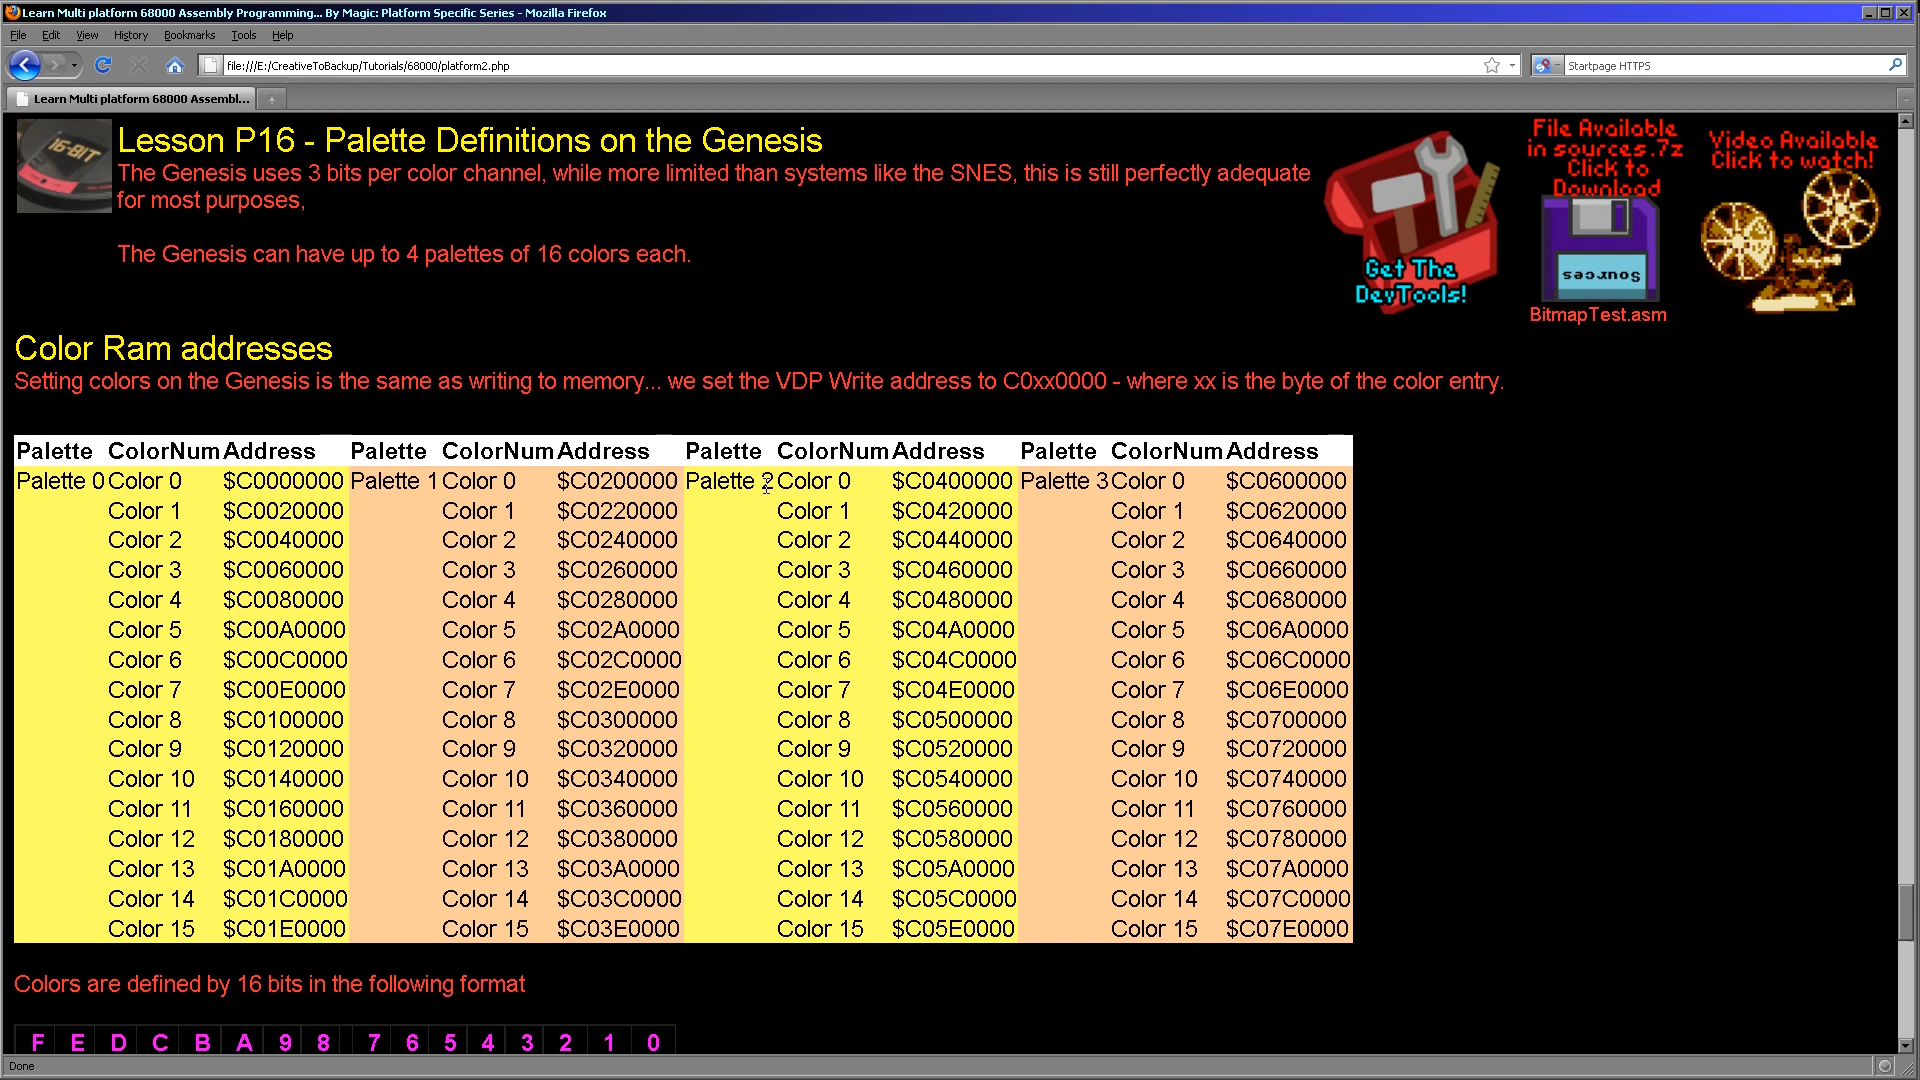 Learn Multi platform 68000 Assembly Programming... By Magic: Platform Specific Series - Mozilla Firefox
File Edit View History Bookmarks Tools Help
file:///E:/CreativeToBackup/Tutorials/68000/platform2.php
Startpage HTTPS
Learn Multi platform 68000 Assembl...
16-BIT
Lesson P16 - Palette Definitions on the Genesis
The Genesis uses 3 bits per color channel, while more limited than systems like the SNES, this is still perfectly adequate
for most purposes,
The Genesis can have up to 4 palettes of 16 colors each.
Get The
DevTools!
File Available
in sources.7z
Click to
Download
Sources
BitmapTest.asm
Video Available
Click to watch!
Color Ram addresses
Setting colors on the Genesis is the same as writing to memory... we set the VDP Write address to C0xx0000 - where xx is the byte of the color entry.
Palette ColorNum Address Palette ColorNum Address Palette ColorNum Address Palette ColorNum Address
Palette 0 Color 0 $C0000000 Palette 1 Color 0 $C0200000 Palette 2 Color 0 $C0400000 Palette 3 Color 0 $C0600000
Color 1 $C0020000 Color 1 $C0220000 Color 1 $C0420000 Color 1 $C0620000
Color 2 $C0040000 Color 2 $C0240000 Color 2 $C0440000 Color 2 $C0640000
Color 3 $C0060000 Color 3 $C0260000 Color 3 $C0460000 Color 3 $C0660000
Color 4 $C0080000 Color 4 $C0280000 Color 4 $C0480000 Color 4 $C0680000
Color 5 $C00A0000 Color 5 $C02A0000 Color 5 $C04A0000 Color 5 $C06A0000
Color 6 $C00C0000 Color 6 $C02C0000 Color 6 $C04C0000 Color 6 $C06C0000
Color 7 $C00E0000 Color 7 $C02E0000 Color 7 $C04E0000 Color 7 $C06E0000
Color 8 $C0100000 Color 8 $C0300000 Color 8 $C0500000 Color 8 $C0700000
Color 9 $C0120000 Color 9 $C0320000 Color 9 $C0520000 Color 9 $C0720000
Color 10 $C0140000 Color 10 $C0340000 Color 10 $C0540000 Color 10 $C0740000
Color 11 $C0160000 Color 11 $C0360000 Color 11 $C0560000 Color 11 $C0760000
Color 12 $C0180000 Color 12 $C0380000 Color 12 $C0580000 Color 12 $C0780000
Color 13 $C01A0000 Color 13 $C03A0000 Color 13 $C05A0000 Color 13 $C07A0000
Color 14 $C01C0000 Color 14 $C03C0000 Color 14 $C05C0000 Color 14 $C07C0000
Color 15 $C01E0000 Color 15 $C03E0000 Color 15 $C05E0000 Color 15 $C07E0000
Colors are defined by 16 bits in the following format
F E D C B A 9 8 7 6 5 4 3 2 1 0
Done